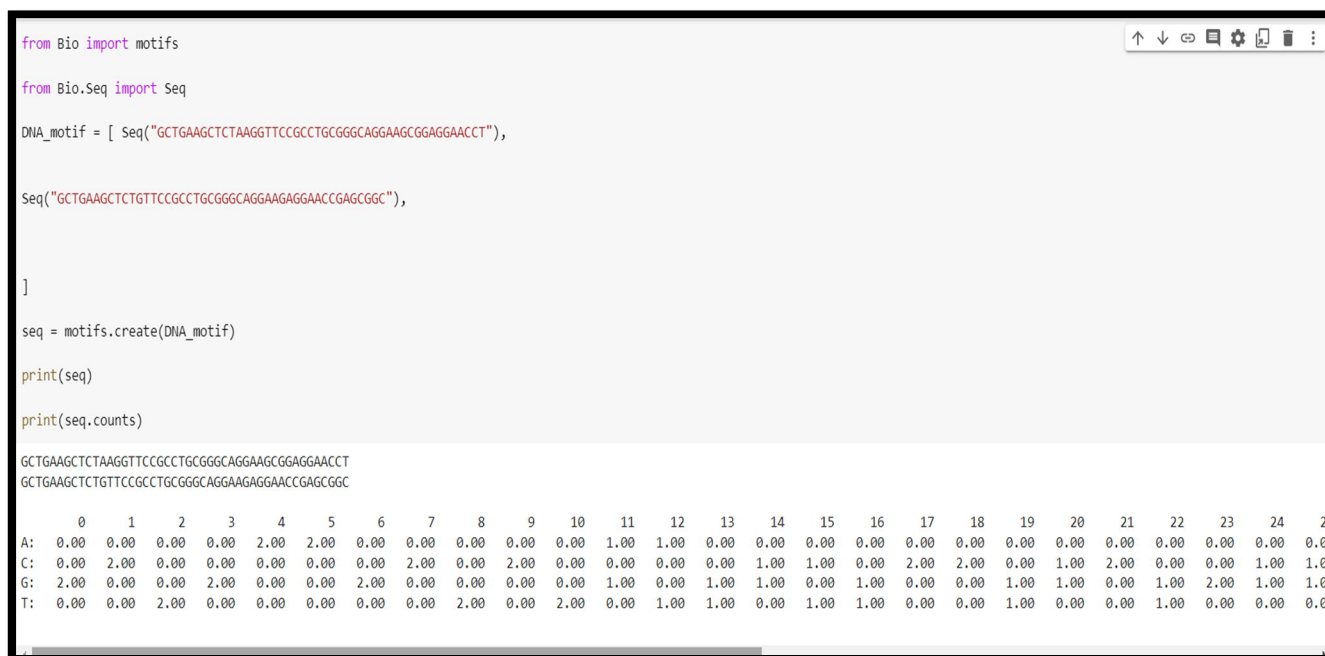 from Bio import motifs
from Bio.Seq import Seq
DNA_motif = [ Seq("GCTGAAGCTCTAAGGTTCCGCCTGCGGGCAGGAAGCGGAGGAACCT"),
Seq("GCTGAAGCTCTGTTCCGCCTGCGGGCAGGAAGAGGAACCGAGCGGC"),
]
seq = motifs.create(DNA_motif)
print(seq)
print(seq.counts)
GCTGAAGCTCTAAGGTTCCGCCTGCGGGCAGGAAGCGGAGGAACCT
GCTGAAGCTCTGTTCCGCCTGCGGGCAGGAAGAGGAACCGAGCGGC
0 1 2 3 4 5 6 7 8 9 10 11 12 13 14 15 16 17 18 19 20 21 22 23 24 2
A: 0.00 0.00 0.00 0.00 2.00 2.00 0.00 0.00 0.00 0.00 0.00 1.00 1.00 0.00 0.00 0.00 0.00 0.00 0.00 0.00 0.00 0.00 0.00 0.00 0.00 0.0
C: 0.00 2.00 0.00 0.00 0.00 0.00 0.00 2.00 0.00 2.00 0.00 0.00 0.00 0.00 1.00 1.00 0.00 2.00 2.00 0.00 1.00 2.00 0.00 0.00 1.00 1.0
G: 2.00 0.00 0.00 2.00 0.00 0.00 2.00 0.00 0.00 0.00 0.00 1.00 0.00 1.00 1.00 0.00 1.00 0.00 0.00 1.00 1.00 0.00 1.00 2.00 1.00 1.0
T: 0.00 0.00 2.00 0.00 0.00 0.00 0.00 0.00 2.00 0.00 2.00 0.00 1.00 1.00 0.00 1.00 1.00 0.00 0.00 1.00 0.00 0.00 1.00 0.00 0.00 0.0